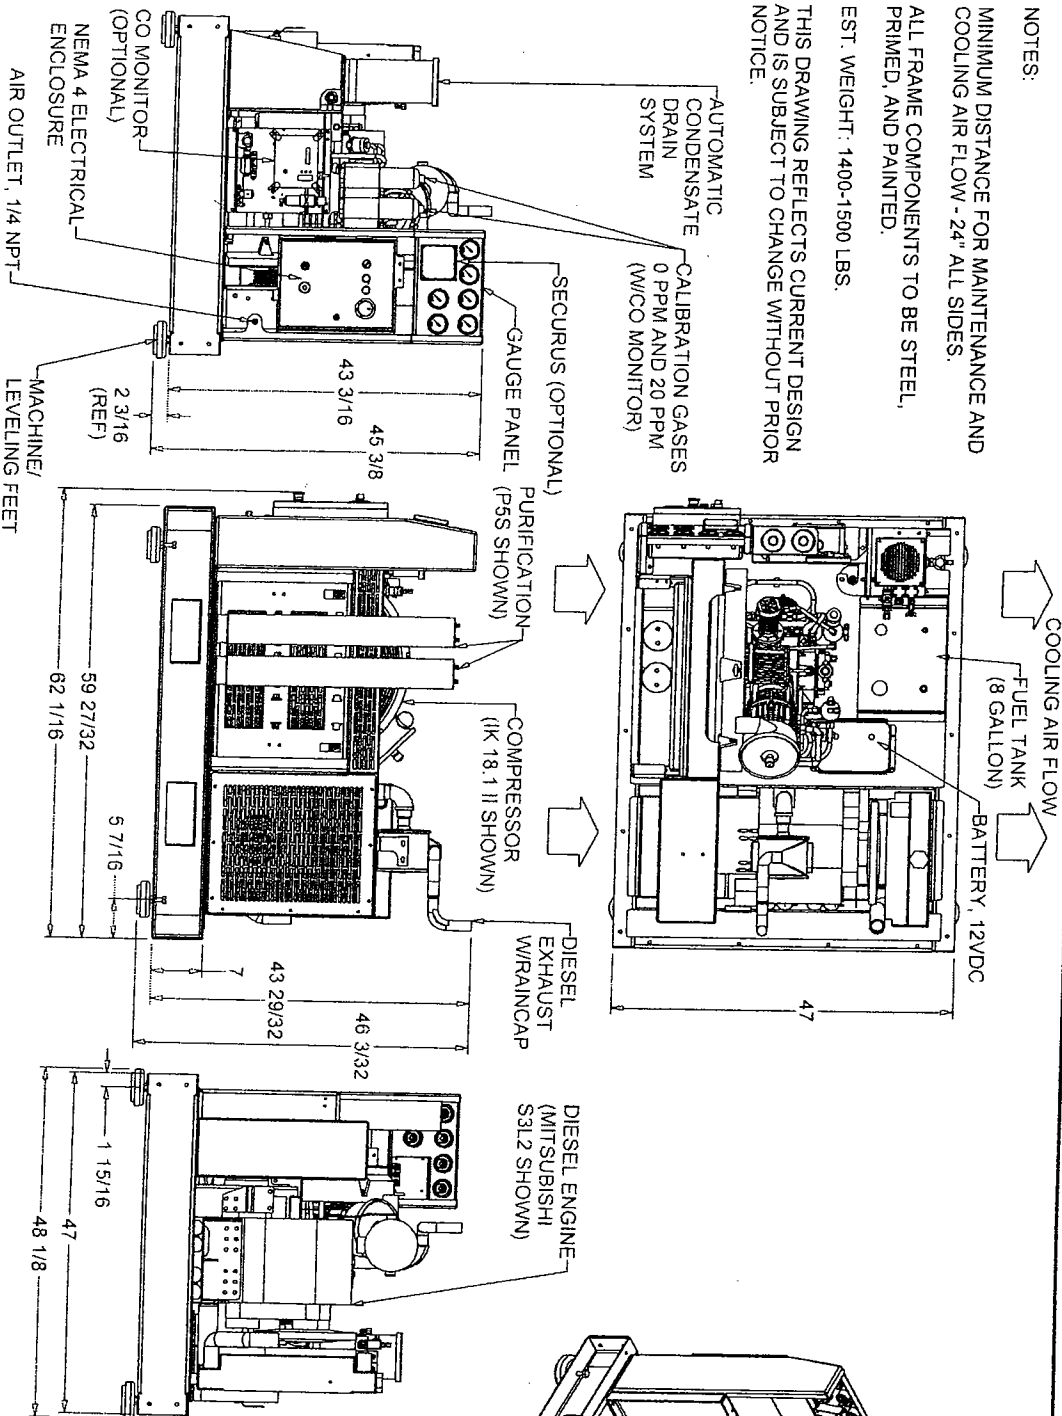 NOTES:
MINIMUM DISTANCE FOR MAINTENANCE AND
COOLING AIR FLOW - 24" ALL SIDES.
ALL FRAME COMPONENTS TO BE STEEL,
PRIMED, AND PAINTED.
EST. WEIGHT: 1400-1500 LBS.
THIS DRAWING REFLECTS CURRENT DESIGN
AND IS SUBJECT TO CHANGE WITHOUT PRIOR
NOTICE.
COOLING AIR FLOW
FUEL TANK
(8 GALLON)
BATTERY, 12VDC
47
AUTOMATIC
CONDENSATE
DRAIN
SYSTEM
CALIBRATION GASES
0 PPM AND 20 PPM
(W/CO MONITOR)
SECURUS (OPTIONAL)
GAUGE PANEL
CO MONITOR
(OPTIONAL)
NEMA 4 ELECTRICAL
ENCLOSURE
AIR OUTLET, 1/4 NPT
MACHINE/
LEVELING FEET
43 3/16
45 3/8
2 3/16
(REF)
PURIFICATION
(P5S SHOWN)
COMPRESSOR
(IK 18.1 II SHOWN)
DIESEL
EXHAUST
W/RAINCAP
59 27/32
62 1/16
5 7/16
7
43 29/32
46 3/32
DIESEL ENGINE
(MITSUBISHI
S3L2 SHOWN)
1 15/16
47
48 1/8